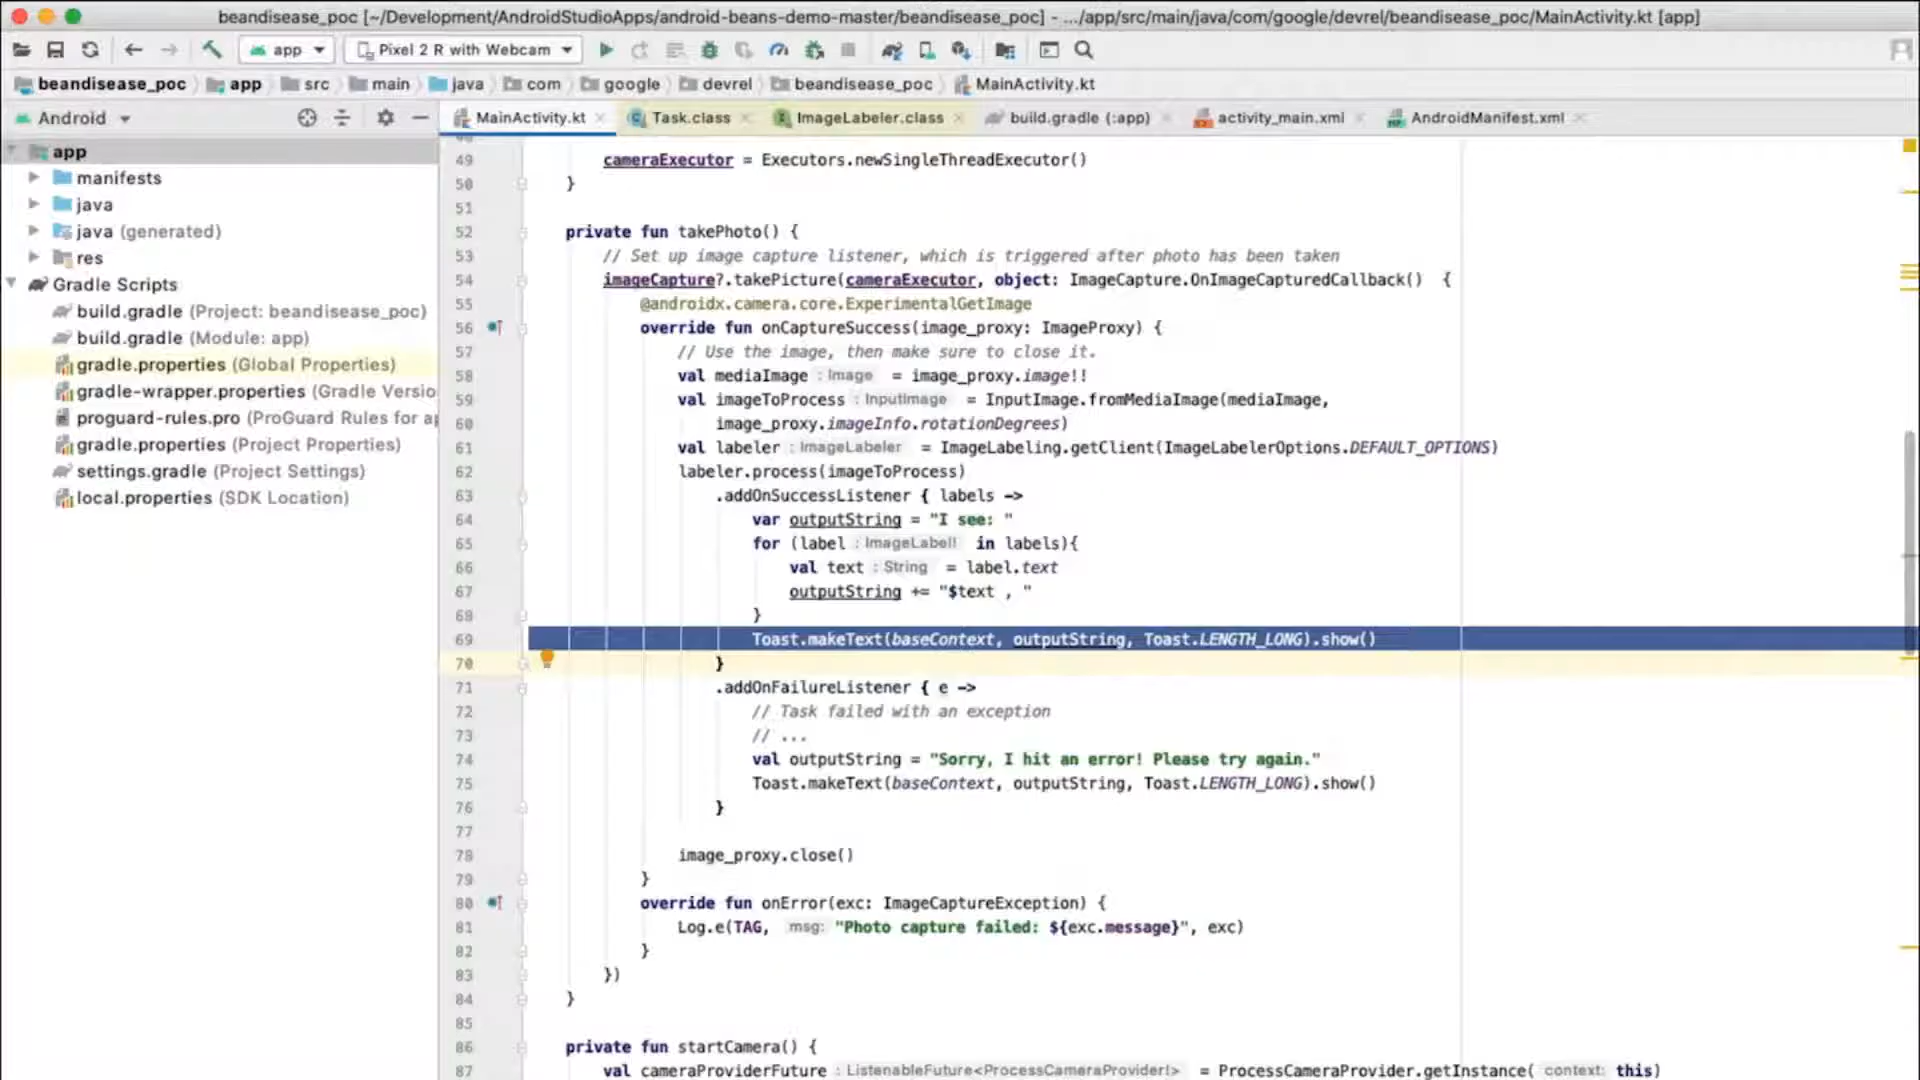 beandisease_poc [~/Development/AndroidStudioApps/android-beans-demo-master/beandisease_poc] - .../app/src/main/java/com/google/devrel/beandisease_poc/MainActivity.kt [app]
app Pixel 2 R with Webcam
beandisease_poc app src main java com google devrel beandisease_poc MainActivity.kt
Android MainActivity.kt Task.class ImageLabeler.class build.gradle (:app) activity_main.xml AndroidManifest.xml
app
manifests
java
java (generated)
res
Gradle Scripts
build.gradle (Project: beandisease_poc)
build.gradle (Module: app)
gradle.properties (Global Properties)
gradle-wrapper.properties (Gradle Versio
proguard-rules.pro (ProGuard Rules for ap
gradle.properties (Project Properties)
settings.gradle (Project Settings)
local.properties (SDK Location)
49 cameraExecutor = Executors.newSingleThreadExecutor()
50 }
51
52 private fun takePhoto() {
53 // Set up image capture listener, which is triggered after photo has been taken
54 imageCapture?.takePicture(cameraExecutor, object: ImageCapture.OnImageCapturedCallback() {
55 @androidx.camera.core.ExperimentalGetImage
56 override fun onCaptureSuccess(image_proxy: ImageProxy) {
57 // Use the image, then make sure to close it.
58 val mediaImage : Image = image_proxy.image!!
59 val imageToProcess : InputImage = InputImage.fromMediaImage(mediaImage,
60 image_proxy.imageInfo.rotationDegrees)
61 val labeler : ImageLabeler = ImageLabeling.getClient(ImageLabelerOptions.DEFAULT_OPTIONS)
62 labeler.process(imageToProcess)
63 .addOnSuccessListener { labels ->
64 var outputString = "I see: "
65 for (label : ImageLabel! in labels){
66 val text : String = label.text
67 outputString += "$text , "
68 }
69 Toast.makeText(baseContext, outputString, Toast.LENGTH_LONG).show()
70 }
71 .addOnFailureListener { e ->
72 // Task failed with an exception
73 // ...
74 val outputString = "Sorry, I hit an error! Please try again."
75 Toast.makeText(baseContext, outputString, Toast.LENGTH_LONG).show()
76 }
77
78 image_proxy.close()
79 }
80 override fun onError(exc: ImageCaptureException) {
81 Log.e(TAG, msg: "Photo capture failed: ${exc.message}", exc)
82 }
83 })
84 }
85
86 private fun startCamera() {
87 val cameraProviderFuture : ListenableFuture<ProcessCameraProvider!> = ProcessCameraProvider.getInstance( context: this)